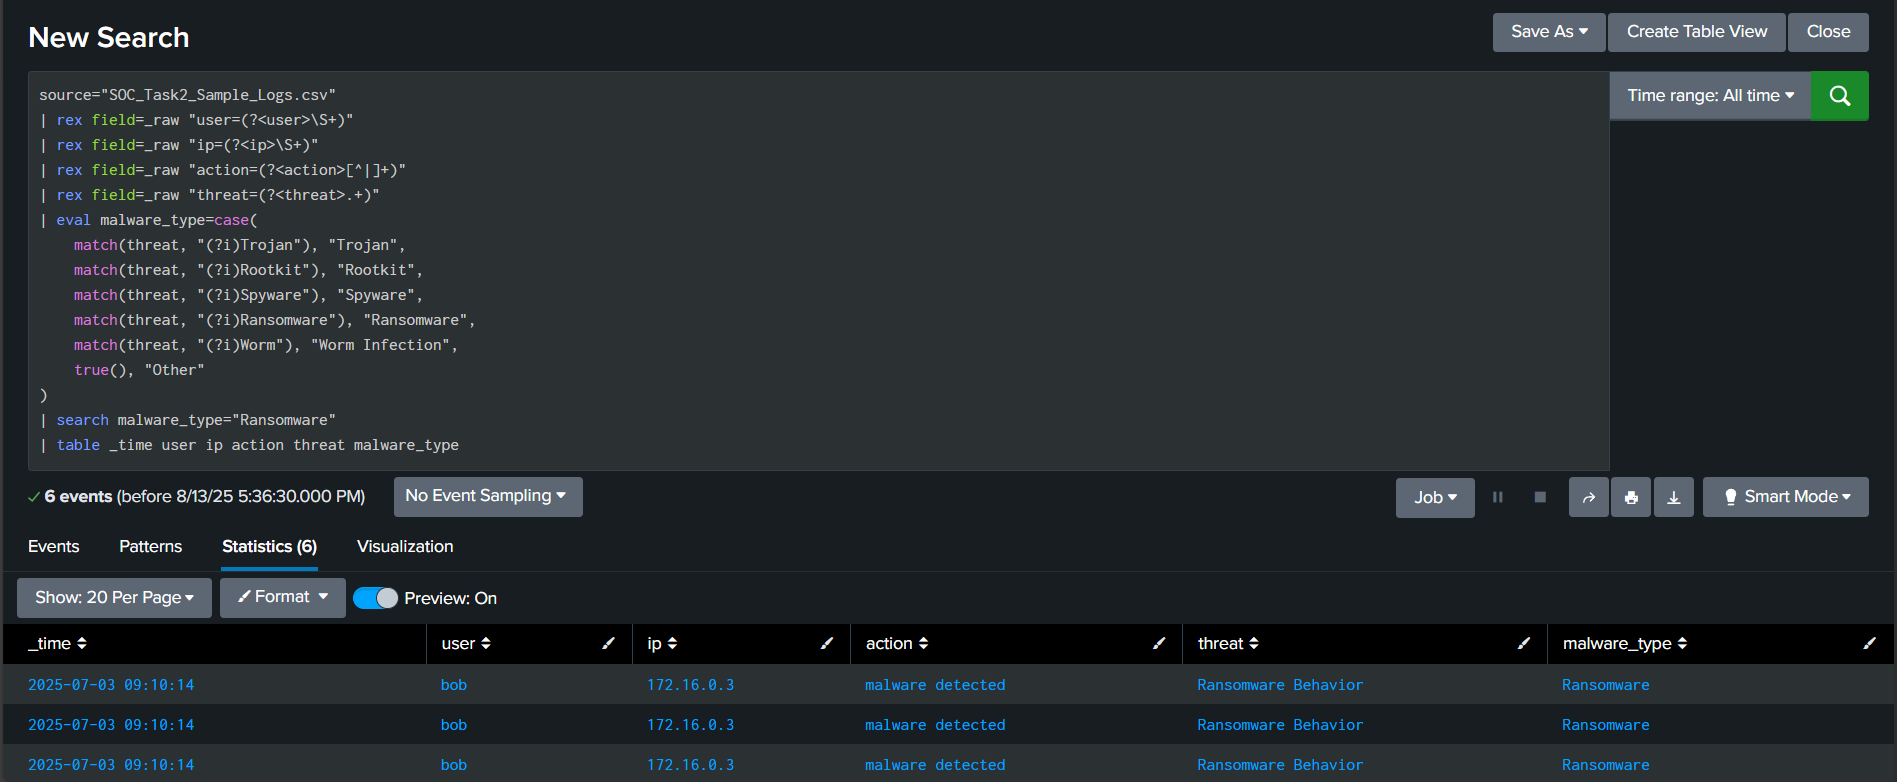 New Search
Save As
Create Table View
Close
source="SOC_Task2_Sample_Logs.csv"
| rex field=_raw "user=(?<user>\S+)"
| rex field=_raw "ip=(?<ip>\S+)"
| rex field=_raw "action=(?<action>[^|]+)"
| rex field=_raw "threat=(?<threat>.+)"
| eval malware_type=case(
    match(threat, "(?i)Trojan"), "Trojan",
    match(threat, "(?i)Rootkit"), "Rootkit",
    match(threat, "(?i)Spyware"), "Spyware",
    match(threat, "(?i)Ransomware"), "Ransomware",
    match(threat, "(?i)Worm"), "Worm Infection",
    true(), "Other"
)
| search malware_type="Ransomware"
| table _time user ip action threat malware_type
Time range: All time
6 events (before 8/13/25 5:36:30.000 PM)
No Event Sampling
Job
Smart Mode
Events
Patterns
Statistics (6)
Visualization
Show: 20 Per Page
Format
Preview: On
_time user ip action threat malware_type
2025-07-03 09:10:14 bob 172.16.0.3 malware detected Ransomware Behavior Ransomware
2025-07-03 09:10:14 bob 172.16.0.3 malware detected Ransomware Behavior Ransomware
2025-07-03 09:10:14 bob 172.16.0.3 malware detected Ransomware Behavior Ransomware